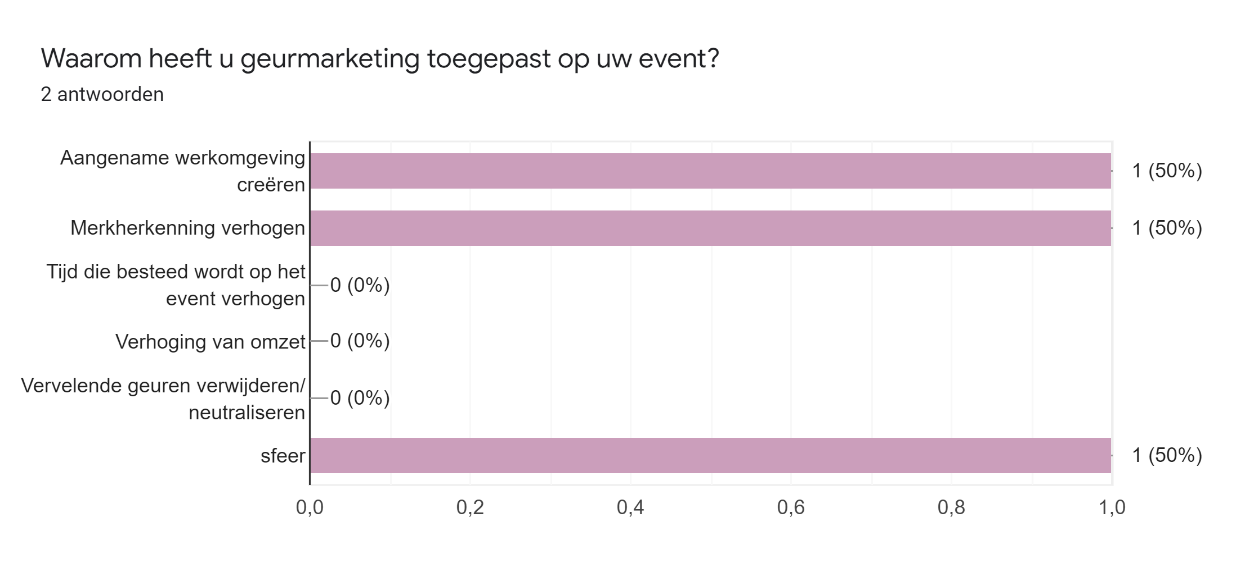 Waarom heeft u geurmarketing toegepast op uw event?
2 antwoorden
Aangename werkomgeving
creëren
1 (50%)
Merkherkenning verhogen
1 (50%)
Tijd die besteed wordt op het
event verhogen
0 (0%)
Verhoging van omzet
0 (0%)
Vervelende geuren verwijderen/
neutraliseren
0 (0%)
sfeer
1 (50%)
0,0 0,2 0,4 0,6 0,8 1,0